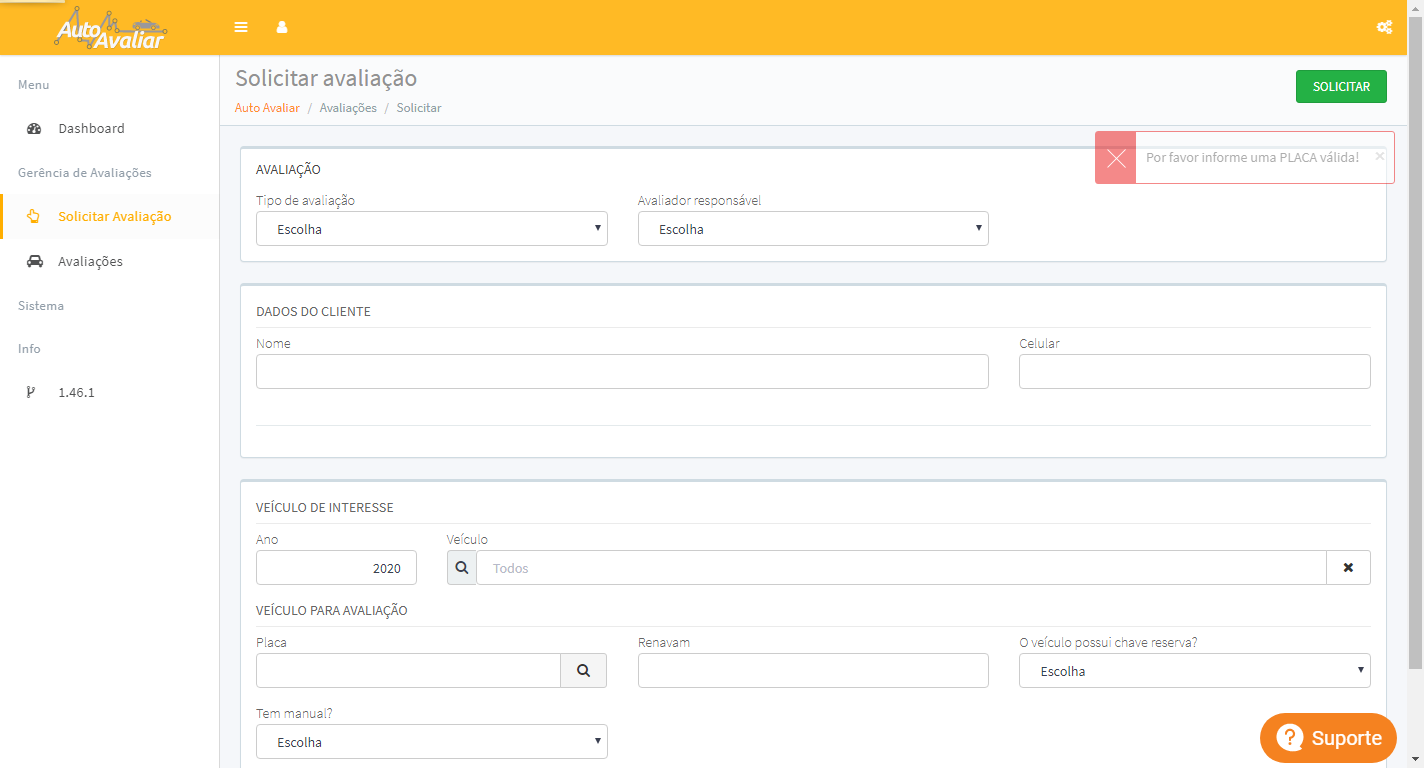 Auto Avaliar
Menu
Dashboard
Gerência de Avaliações
Solicitar Avaliação
Avaliações
Sistema
Info
1.46.1
Solicitar avaliação
Auto Avaliar / Avaliações / Solicitar
SOLICITAR
Por favor informe uma PLACA válida! ×
AVALIAÇÃO
Tipo de avaliação Avaliador responsável
Escolha Escolha
DADOS DO CLIENTE
Nome Celular
VEÍCULO DE INTERESSE
Ano Veículo
2020 Todos
VEÍCULO PARA AVALIAÇÃO
Placa Renavam O veículo possui chave reserva?
Escolha
Tem manual?
Escolha
? Suporte